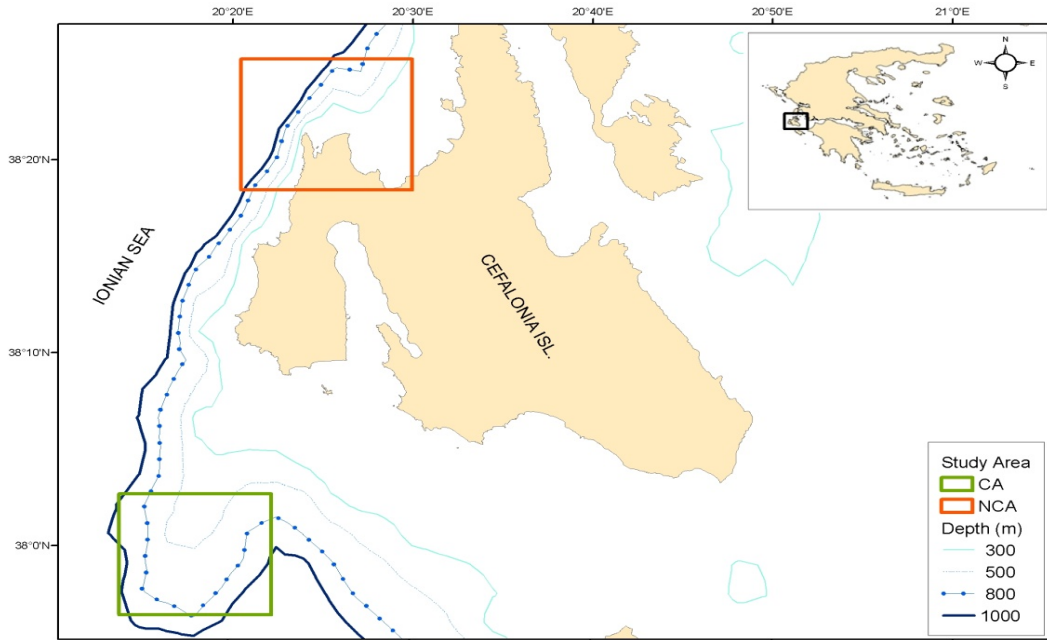 20°20'E 20°30'E 20°40'E 20°50'E 21°0'E
N
W E
S
38°20'N
IONIAN SEA
CEFALONIA ISL.
38°10'N
38°0'N
Study Area
CA
NCA
Depth (m)
300
500
800
1000